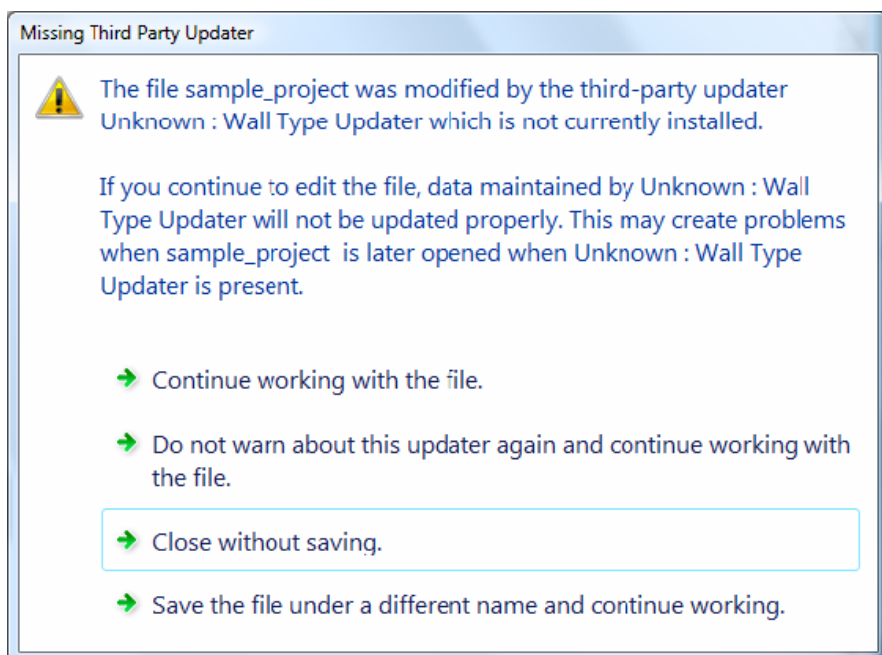 Missing Third Party Updater
The file sample_project was modified by the third-party updater
Unknown : Wall Type Updater which is not currently installed.
If you continue to edit the file, data maintained by Unknown : Wall
Type Updater will not be updated properly. This may create problems
when sample_project is later opened when Unknown : Wall Type
Updater is present.
Continue working with the file.
Do not warn about this updater again and continue working with
the file.
Close without saving.
Save the file under a different name and continue working.